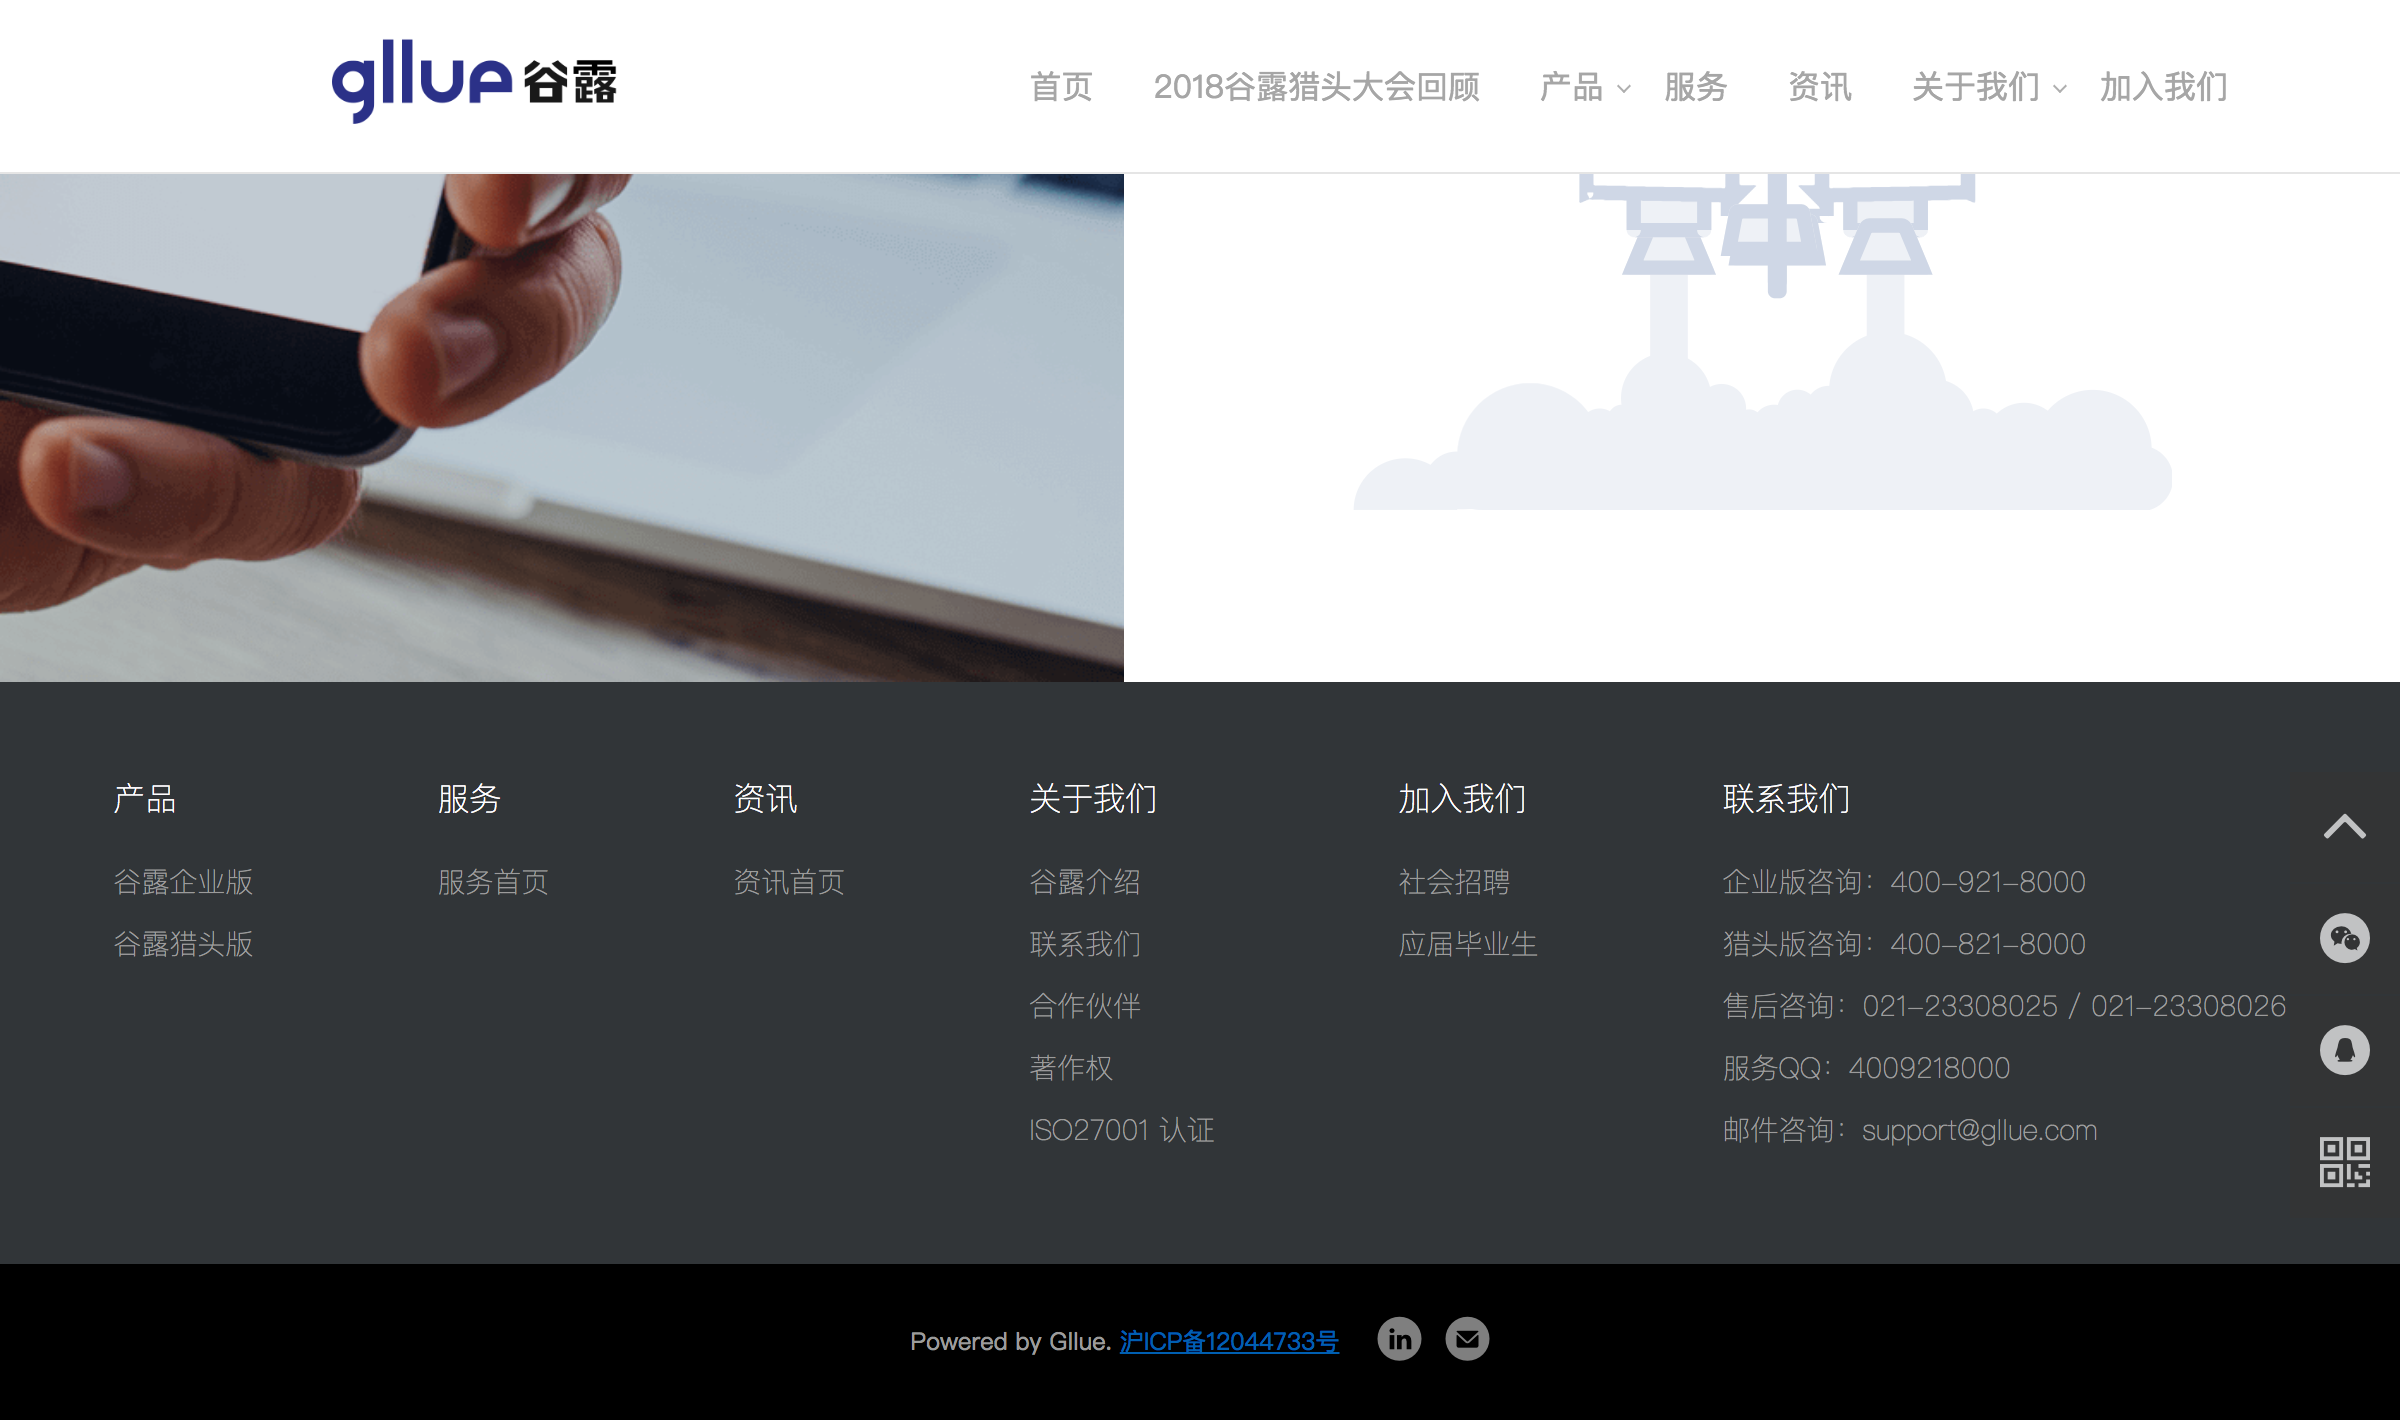 gllue 谷露
首页 2018谷露猎头大会回顾 产品 服务 资讯 关于我们 加入我们
产品
谷露企业版
谷露猎头版
服务
服务首页
资讯
资讯首页
关于我们
谷露介绍
联系我们
合作伙伴
著作权
ISO27001 认证
加入我们
社会招聘
应届毕业生
联系我们
企业版咨询：400-921-8000
猎头版咨询：400-821-8000
售后咨询：021-23308025 / 021-23308026
服务QQ：4009218000
邮件咨询：support@gllue.com
Powered by Gllue. 沪ICP备12044733号 in